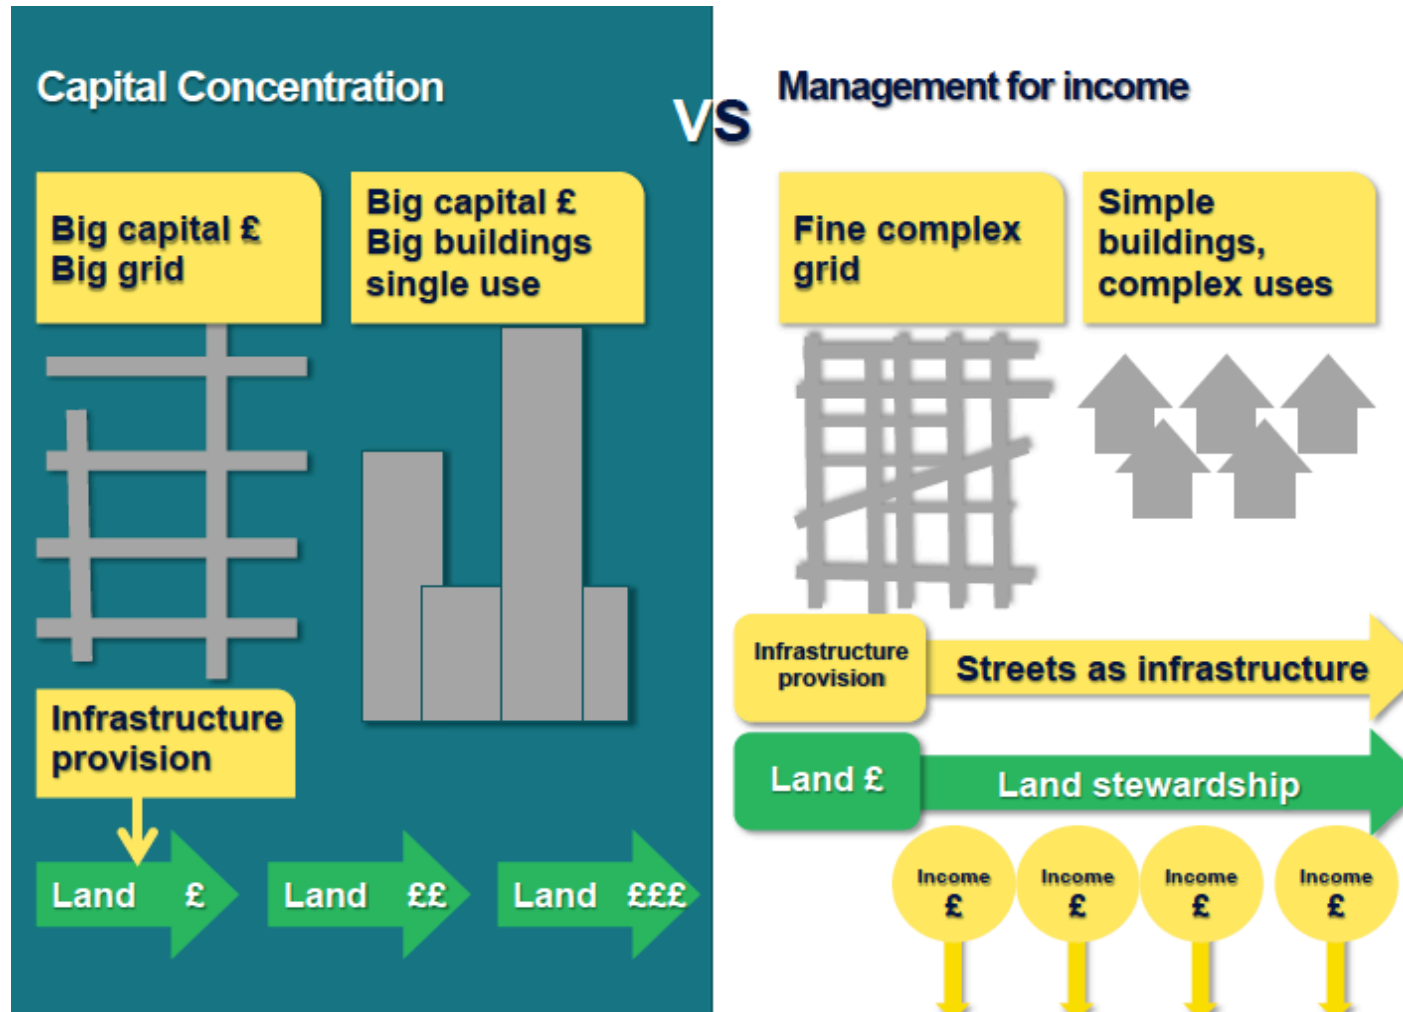 Capital Concentration
VS
Management for income
Big capital £
Big grid
Big capital £
Big buildings
single use
Fine complex
grid
Simple
buildings,
complex uses
Infrastructure
provision
Land £
Land ££
Land £££
Infrastructure
provision
Streets as infrastructure
Land £
Land stewardship
Income
£
Income
£
Income
£
Income
£